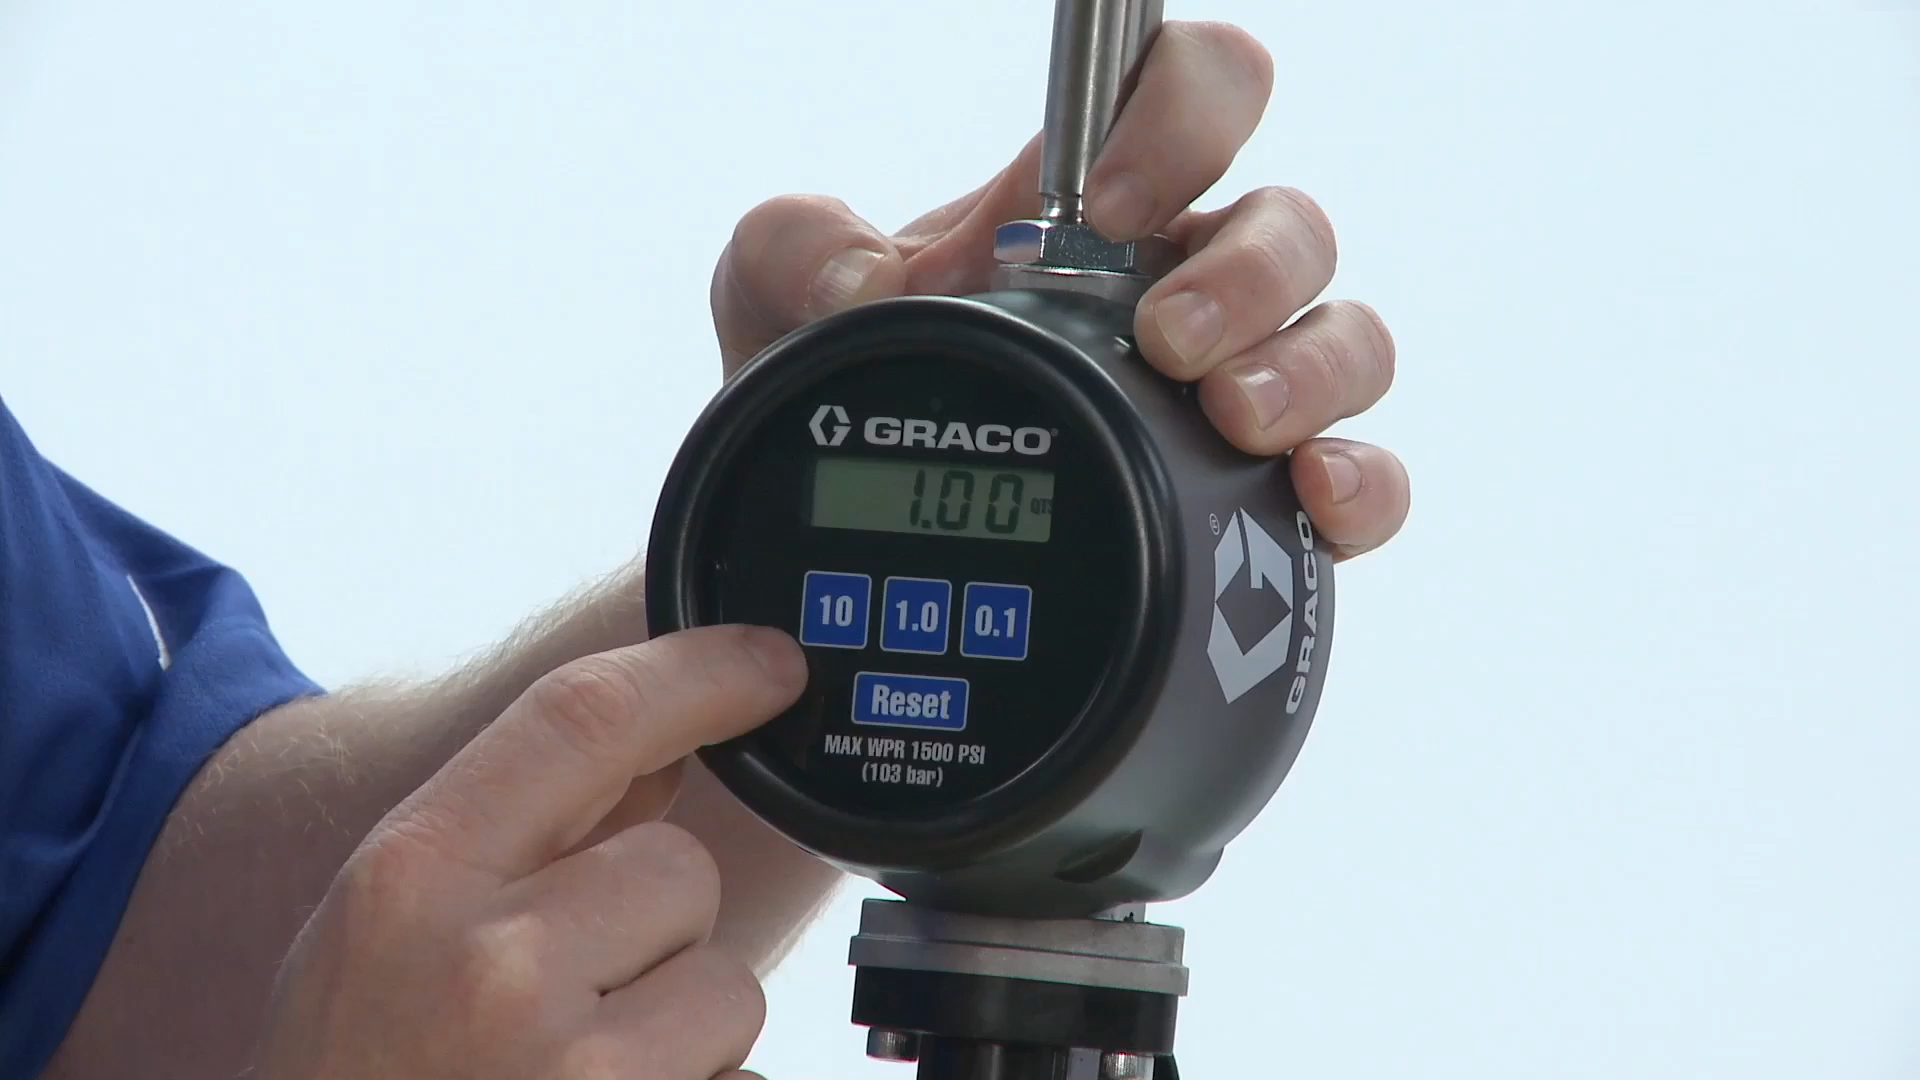 GRACO®
1.00 QTS
10 1.0 0.1
Reset
MAX WPR 1500 PSI
(103 bar)
® GRACO